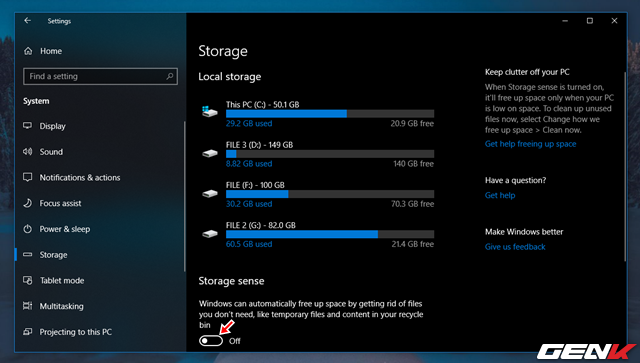 Settings
Home
Find a setting
System
Display
Sound
Notifications & actions
Focus assist
Power & sleep
Storage
Tablet mode
Multitasking
Projecting to this PC
Storage
Local storage
This PC (C:) - 50.1 GB
29.2 GB used 20.9 GB free
FILE 3 (D:) - 149 GB
8.82 GB used 140 GB free
FILE (F:) - 100 GB
30.2 GB used 70.3 GB free
FILE 2 (G:) - 82.0 GB
60.5 GB used 21.4 GB free
Storage sense
Windows can automatically free up space by getting rid of files
you don't need, like temporary files and content in your recycle
bin
Off
Keep clutter off your PC
When Storage sense is turned on,
it'll free up space only when your PC
is low on space. To clean up unused
files now, select Change how we
free up space > Clean now.
Get help freeing up space
Have a question?
Get help
Make Windows better
Give us feedback
GENK